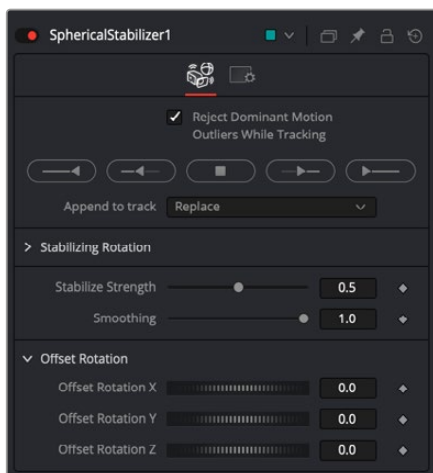 SphericalStabilizer1
Reject Dominant Motion
Outliers While Tracking
Append to track Replace
Stabilizing Rotation
Stabilize Strength 0.5
Smoothing 1.0
Offset Rotation
Offset Rotation X 0.0
Offset Rotation Y 0.0
Offset Rotation Z 0.0